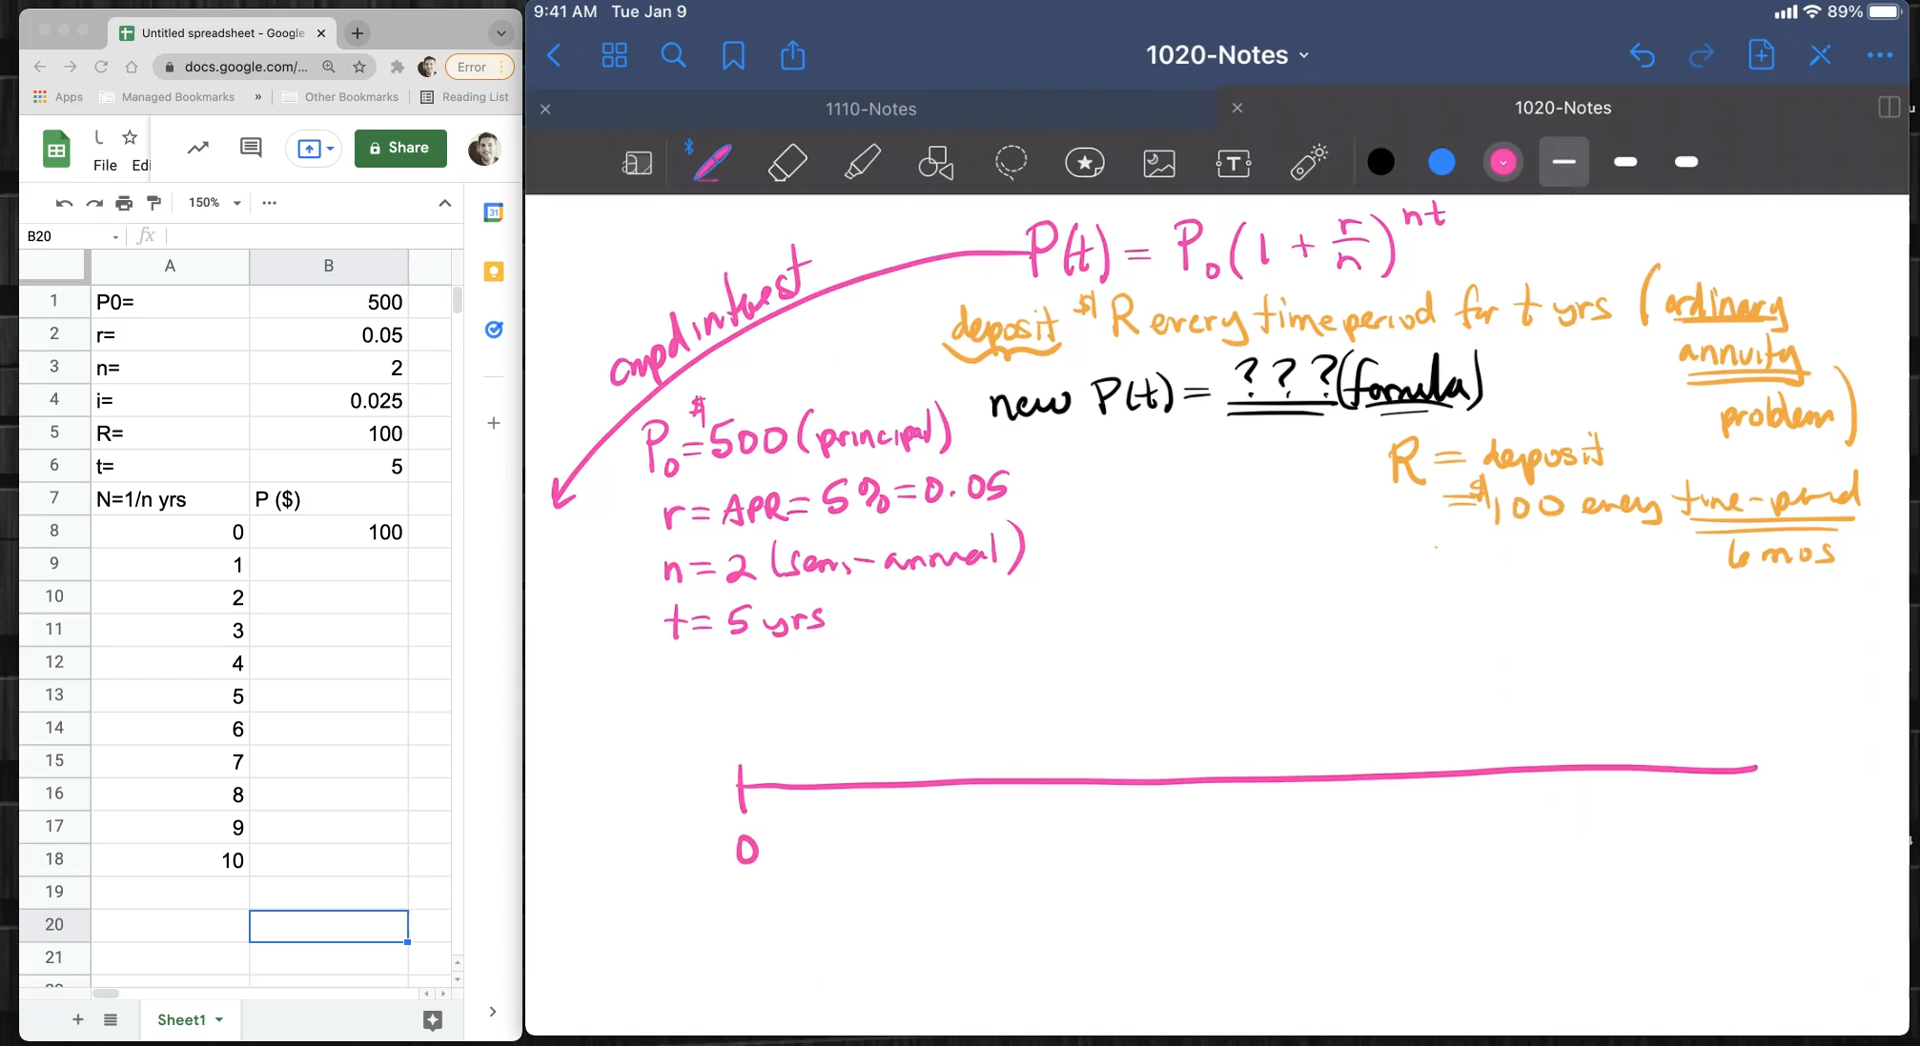 Untitled spreadsheet - Google
docs.google.com/...
Error
Apps
Managed Bookmarks
»
Other Bookmarks
Reading List
File
Edi
Share
150%
B20
fx
A B
1 P0= 500
2 r= 0.05
3 n= 2
4 i= 0.025
5 R= 100
6 t= 5
7 N=1/n yrs P ($)
8 0 100
9 1
10 2
11 3
12 4
13 5
14 6
15 7
16 8
17 9
18 10
19
20
21
Sheet1
31
9:41 AM Tue Jan 9
89%
1020-Notes
1110-Notes
1020-Notes
P(t) = P₀(1 + r/n)^nt
cmpd interest
deposit $R every time period for t yrs (ordinary
annuity
problem)
new P(t) = ???(formula)
P₀ = $500 (principal)
r = APR = 5% = 0.05
n = 2 (semi-annual)
t = 5 yrs
R = deposit
= $100 every time-period
6 mos
0